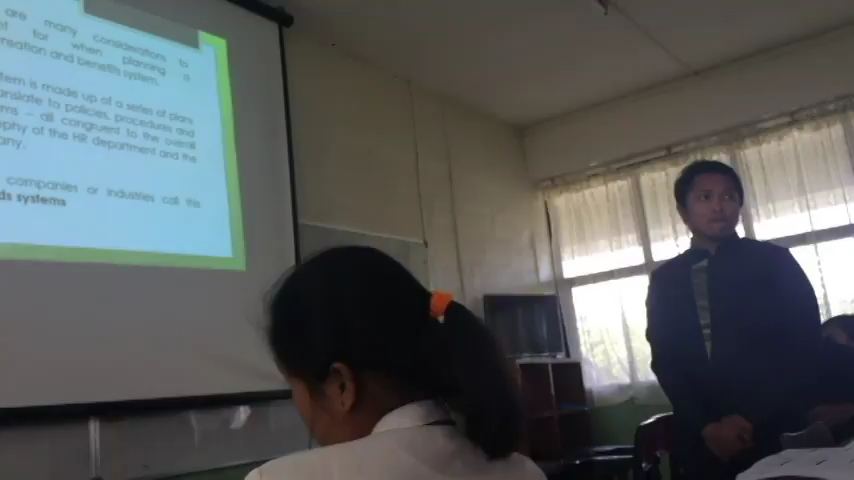 are many considerations to
for when planning a
nsation and benefits system.
tem is made up of a series of plans
anslate to policies, procedures and
ms – all congruent to the overall
phy of the HR department and the
any.
companies or industries call this
ds systems